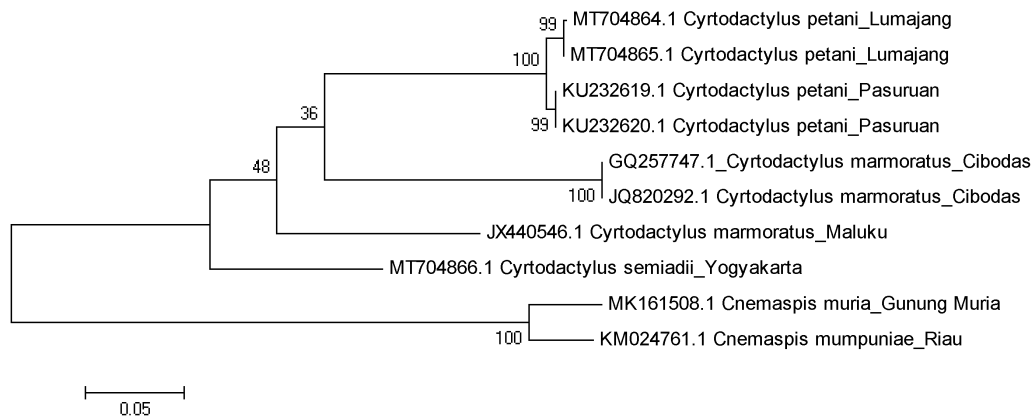 99
MT704864.1 Cyrtodactylus petani_Lumajang
MT704865.1 Cyrtodactylus petani_Lumajang
100
KU232619.1 Cyrtodactylus petani_Pasuruan
36
99
KU232620.1 Cyrtodactylus petani_Pasuruan
48
GQ257747.1_Cyrtodactylus marmoratus_Cibodas
100
JQ820292.1 Cyrtodactylus marmoratus_Cibodas
JX440546.1 Cyrtodactylus marmoratus_Maluku
MT704866.1 Cyrtodactylus semiadii_Yogyakarta
MK161508.1 Cnemaspis muria_Gunung Muria
100
KM024761.1 Cnemaspis mumpuniae_Riau
0.05